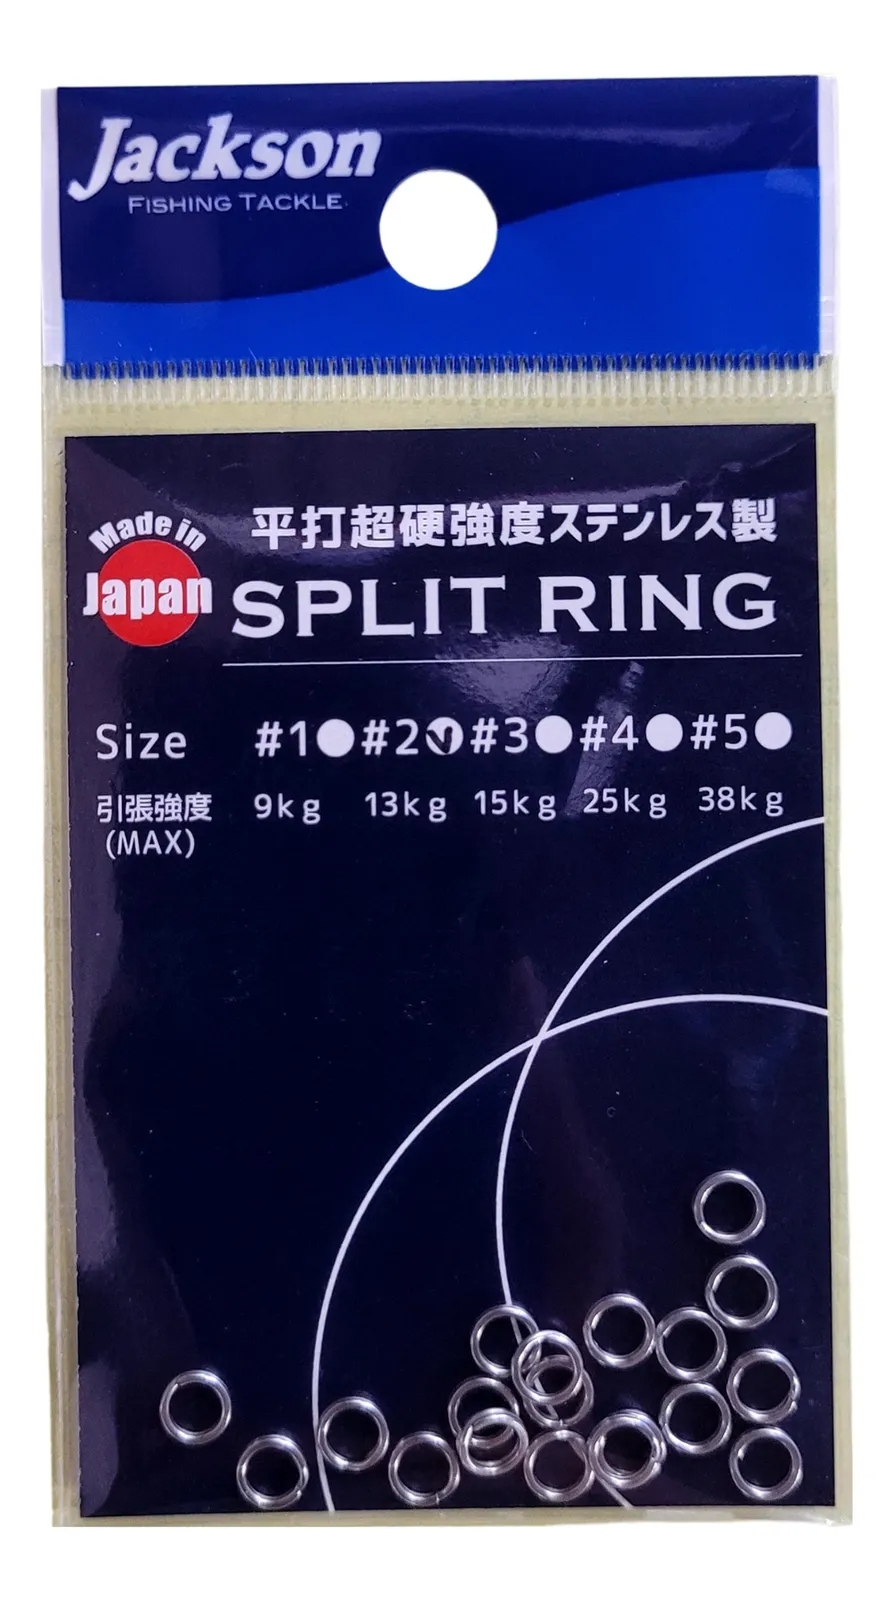 Jackson
FISHING TACKLE
Made in
Japan
平打超硬強度ステンレス製
SPLIT RING
Size #1 #2 #3 #4 #5
引張強度 9kg 13kg 15kg 25kg 38kg
(MAX)